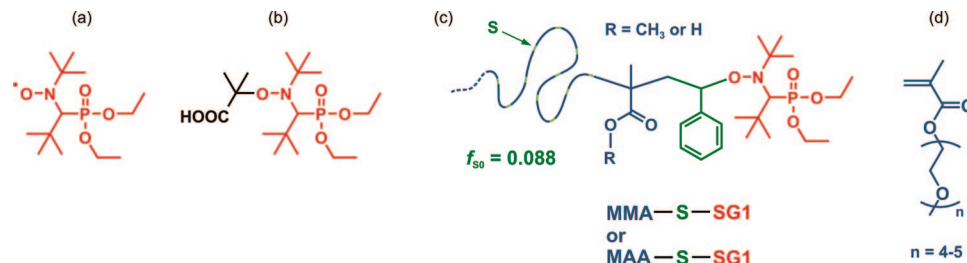 (a)
(b)
(c)
(d)
S
R = CH₃ or H
•O
N
O
P
O
O
HOOC
O
N
O
P
O
O
O
N
O
P
O
O
O
O
R
O
O
O
n
fS0 = 0.088
MMA—S—SG1
or
MAA—S—SG1
n = 4-5